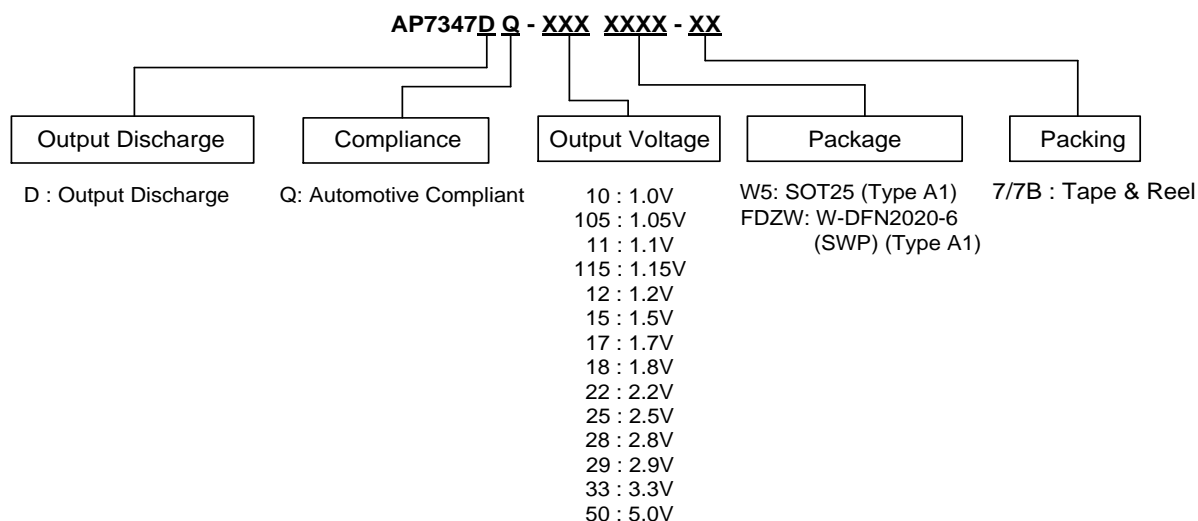 AP7347D Q - XXX XXXX - XX
Output Discharge
Compliance
Output Voltage
Package
Packing
D : Output Discharge
Q: Automotive Compliant
10 : 1.0V
105 : 1.05V
11 : 1.1V
115 : 1.15V
12 : 1.2V
15 : 1.5V
17 : 1.7V
18 : 1.8V
22 : 2.2V
25 : 2.5V
28 : 2.8V
29 : 2.9V
33 : 3.3V
50 : 5.0V
W5: SOT25 (Type A1)
FDZW: W-DFN2020-6
(SWP) (Type A1)
7/7B : Tape & Reel